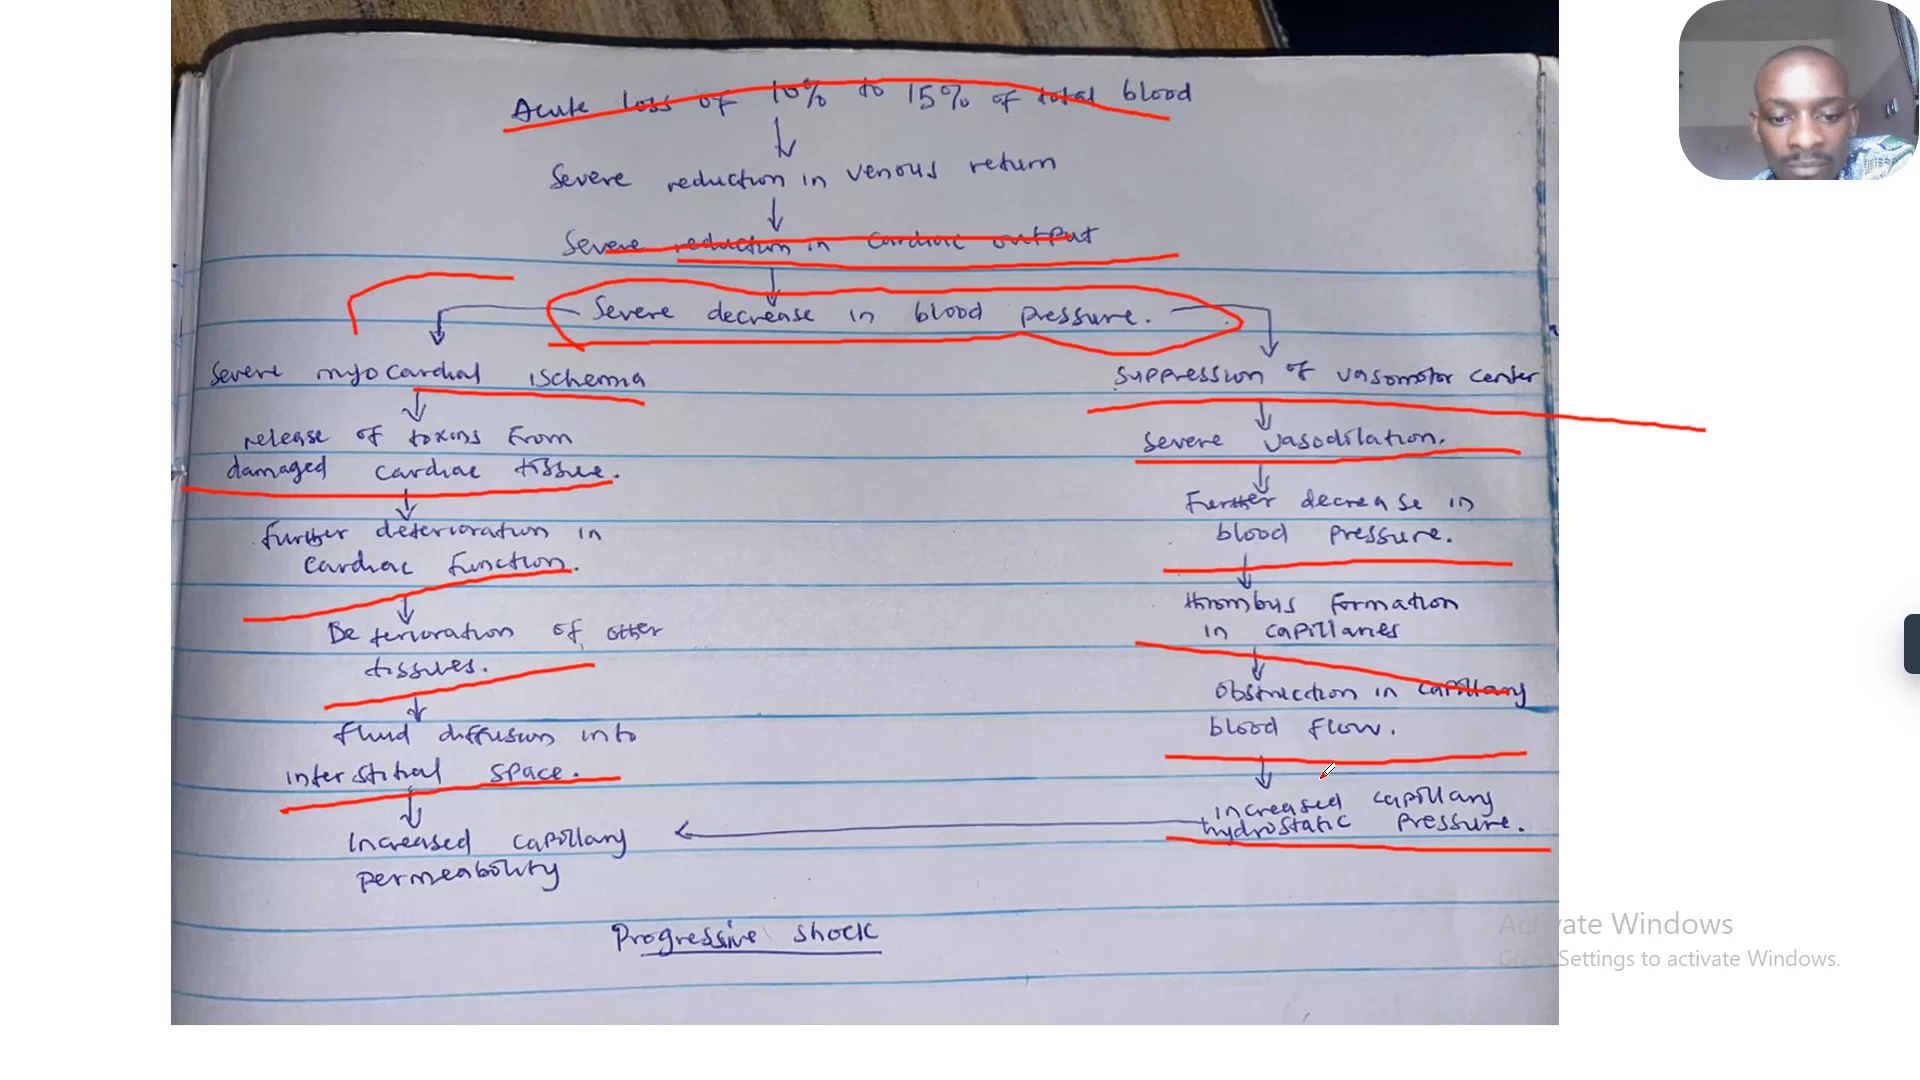 Acute loss of 10% to 15% of total blood
Severe reduction in venous return
Severe reduction in cardiac output
Severe decrease in blood pressure.
Severe myocardial ischemia
release of toxins from
damaged cardiac tissue.
further deterioration in
cardiac function.
Deterioration of other
tissues.
fluid diffusion into
interstitial space.
Increased capillary
permeability
suppression of vasomotor center
severe vasodilation.
Further decrease in
blood pressure.
thrombus formation
in capillaries
obstruction in capillary
blood flow.
increased capillary
hydrostatic pressure.
Progressive shock
Activate Windows
Go to Settings to activate Windows.